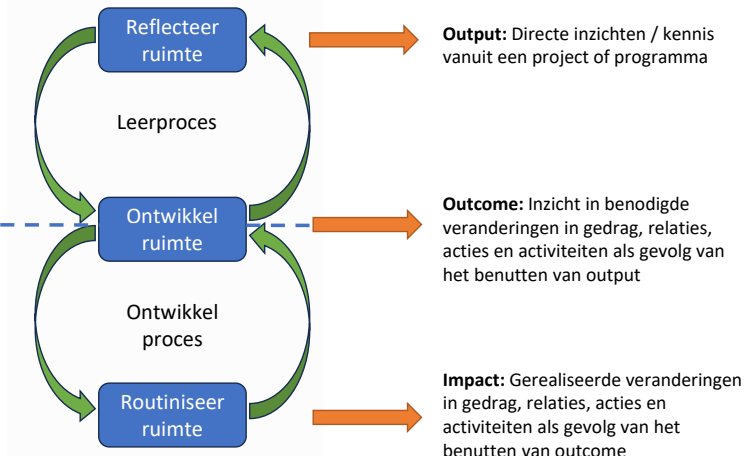 Reflecteer
ruimte
Output: Directe inzichten / kennis
vanuit een project of programma
Leerproces
Ontwikkel
ruimte
Outcome: Inzicht in benodigde
veranderingen in gedrag, relaties,
acties en activiteiten als gevolg van
het benutten van output
Ontwikkel
proces
Routiniseer
ruimte
Impact: Gerealiseerde veranderingen
in gedrag, relaties, acties en
activiteiten als gevolg van het
benutten van outcome